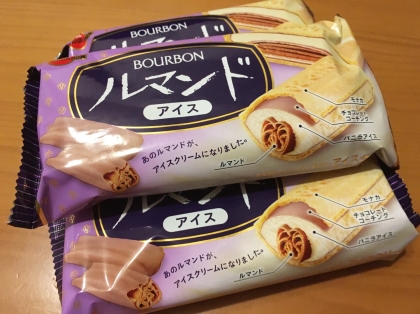 BOURBON
BOURBON
ルマンド
アイス
モナカ
チョコレート
コーチング
バニラアイス
あのルマンドが、
アイスクリームになりました。
ルマンド
アイス
モナカ
チョコレート
コーチング
バニラアイス
あのルマンドが、
アイスクリームになりました。
ルマンド